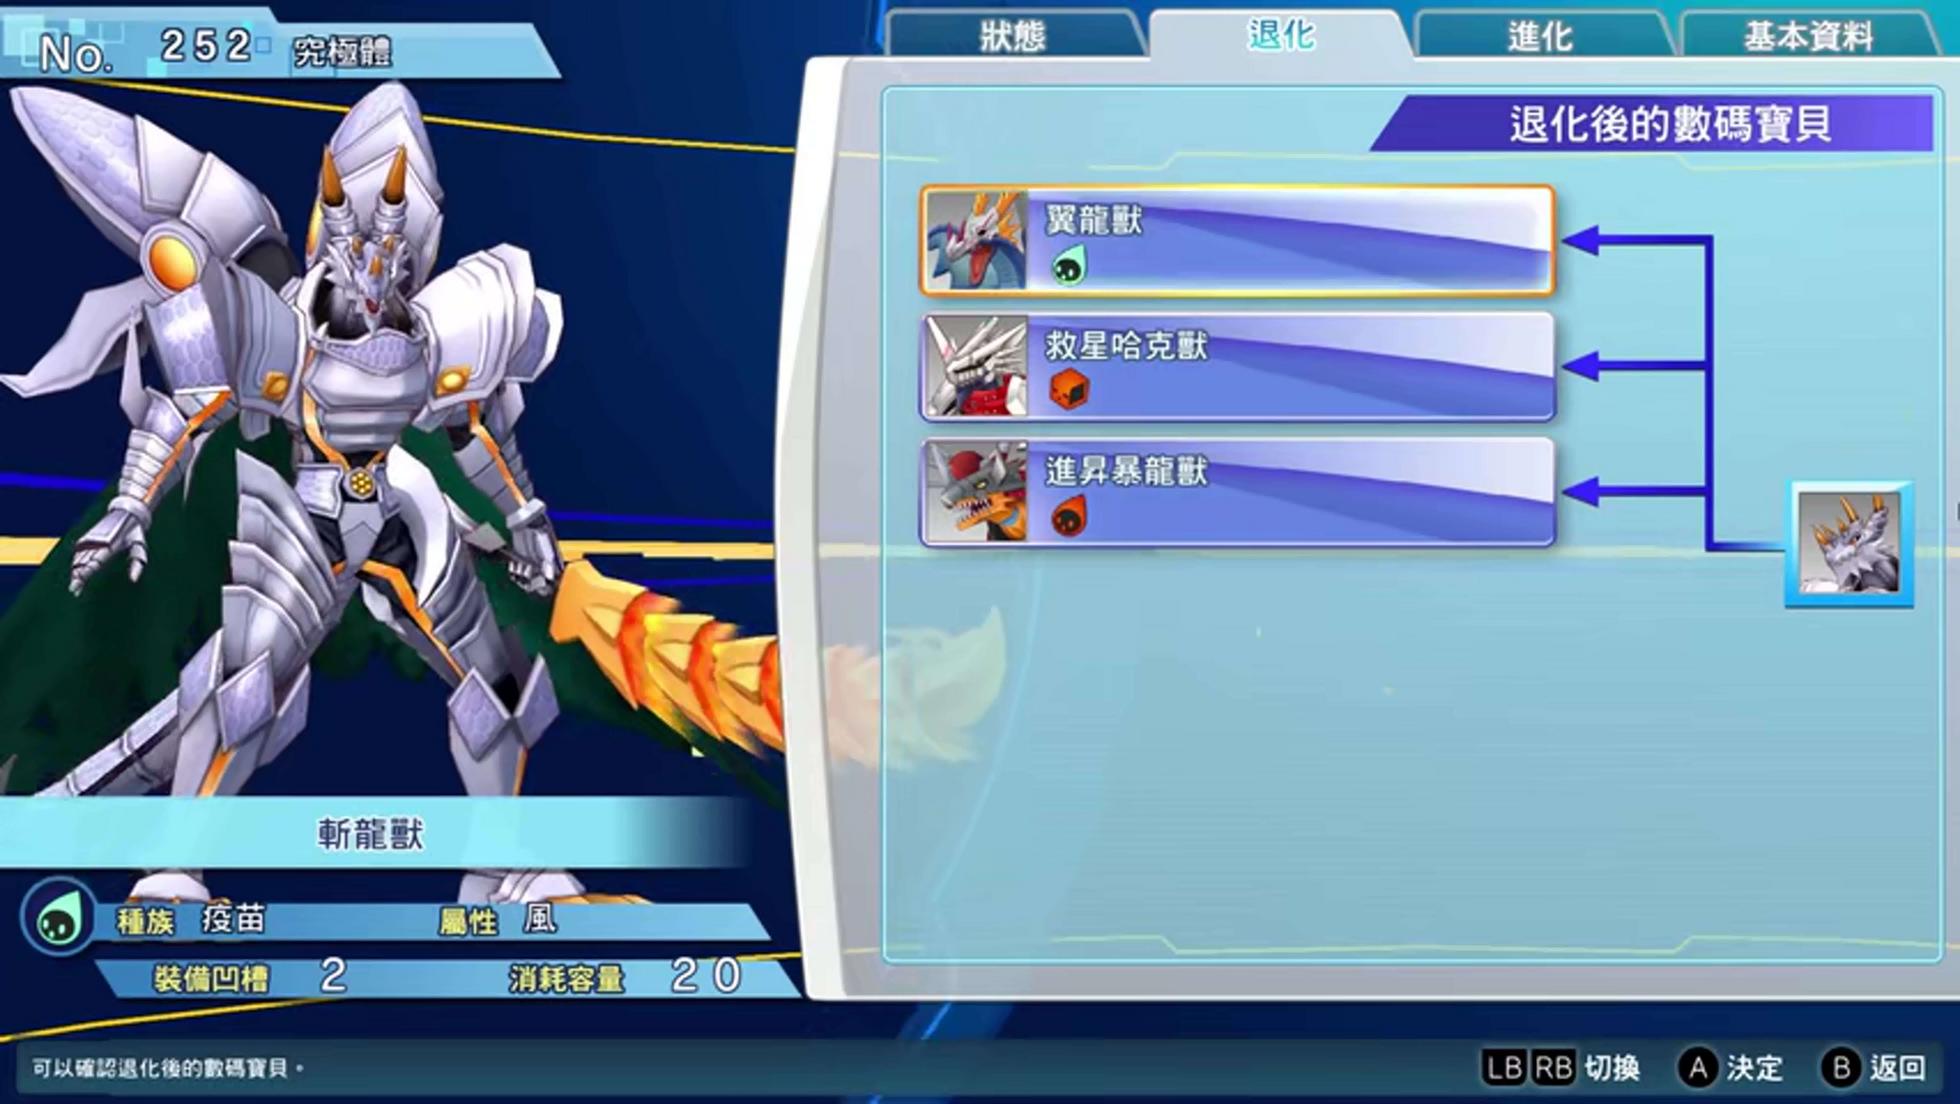 No. 252 究極體
狀態 退化 進化 基本資料
退化後的數碼寶貝
翼龍獸
救星哈克獸
進昇暴龍獸
斬龍獸
種族 疫苗 屬性 風
裝備凹槽 2 消耗容量 20
可以確認退化後的數碼寶貝。
LB RB 切換 A 決定 B 返回